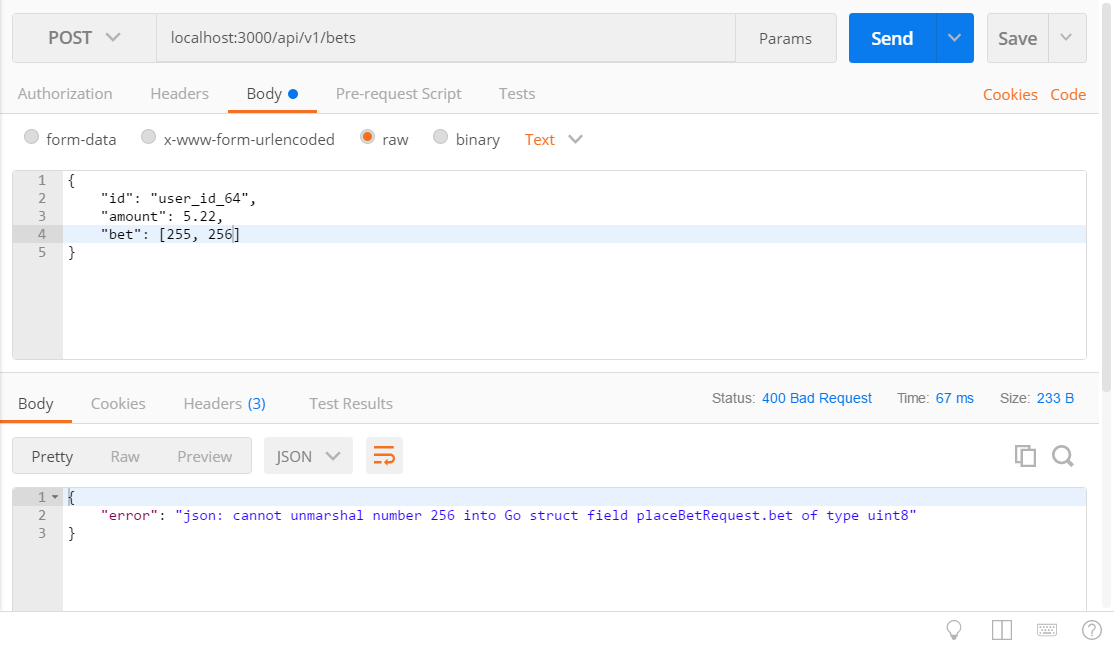 POST localhost:3000/api/v1/bets Params Send Save
Authorization Headers Body Pre-request Script Tests Cookies Code
form-data x-www-form-urlencoded raw binary Text
1 {
2 "id": "user_id_64",
3 "amount": 5.22,
4 "bet": [255, 256]
5 }
Body Cookies Headers (3) Test Results Status: 400 Bad Request Time: 67 ms Size: 233 B
Pretty Raw Preview JSON
1 {
2 "error": "json: cannot unmarshal number 256 into Go struct field placeBetRequest.bet of type uint8"
3 }